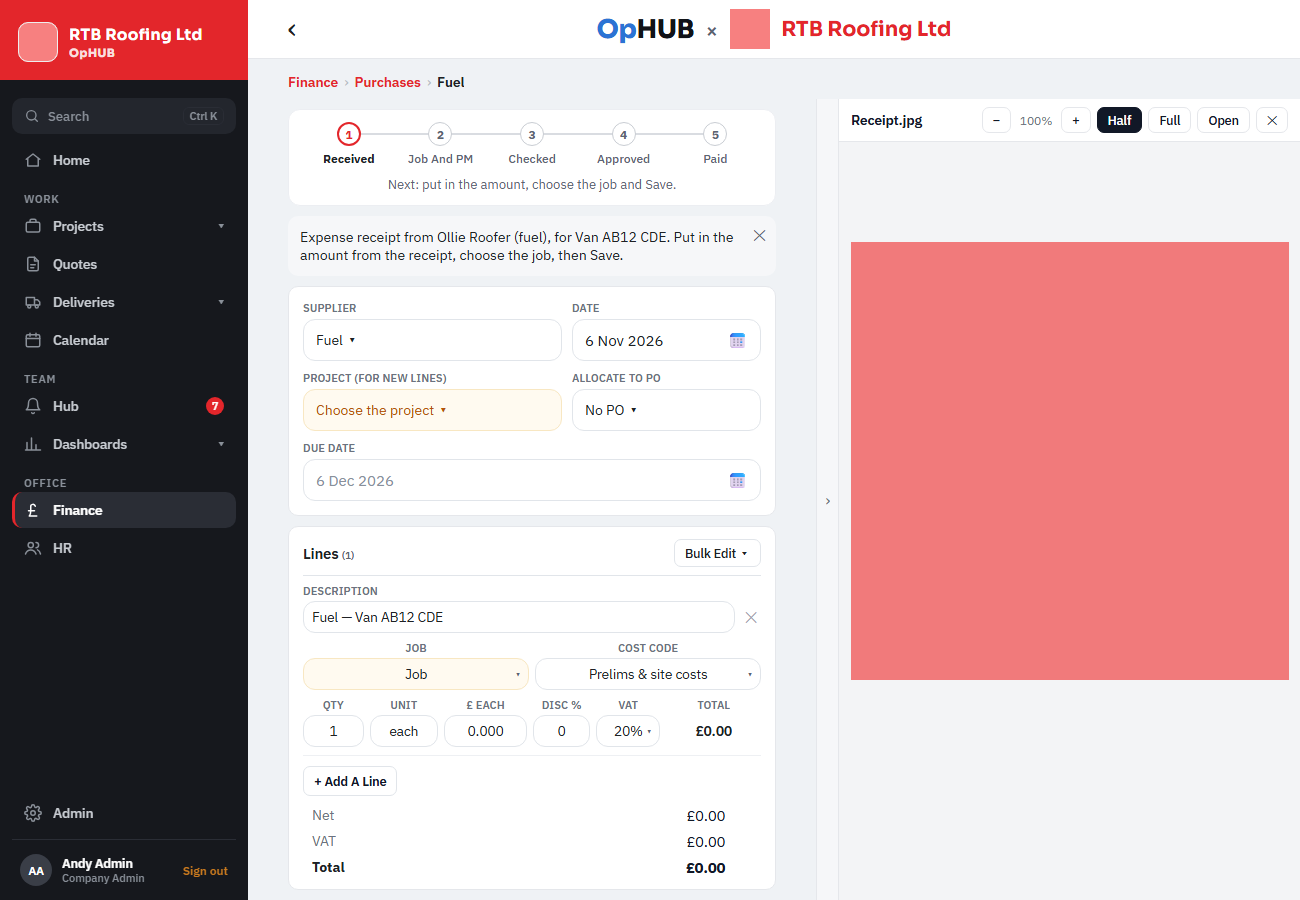 RTB Roofing Ltd
OpHUB
Search
Ctrl K
Home
WORK
Projects
Quotes
Deliveries
Calendar
TEAM
Hub
7
Dashboards
OFFICE
Finance
HR
Admin
AA
Andy Admin
Company Admin
Sign out
OpHUB × RTB Roofing Ltd
Finance › Purchases › Fuel
1 2 3 4 5
Received Job And PM Checked Approved Paid
Next: put in the amount, choose the job and Save.
Expense receipt from Ollie Roofer (fuel), for Van AB12 CDE. Put in the
amount from the receipt, choose the job, then Save.
SUPPLIER DATE
Fuel 6 Nov 2026
PROJECT (FOR NEW LINES) ALLOCATE TO PO
Choose the project No PO
DUE DATE
6 Dec 2026
Lines (1) Bulk Edit
DESCRIPTION
Fuel — Van AB12 CDE
JOB COST CODE
Job Prelims & site costs
QTY UNIT £ EACH DISC % VAT TOTAL
1 each 0.000 0 20% £0.00
+ Add A Line
Net £0.00
VAT £0.00
Total £0.00
Receipt.jpg − 100% + Half Full Open